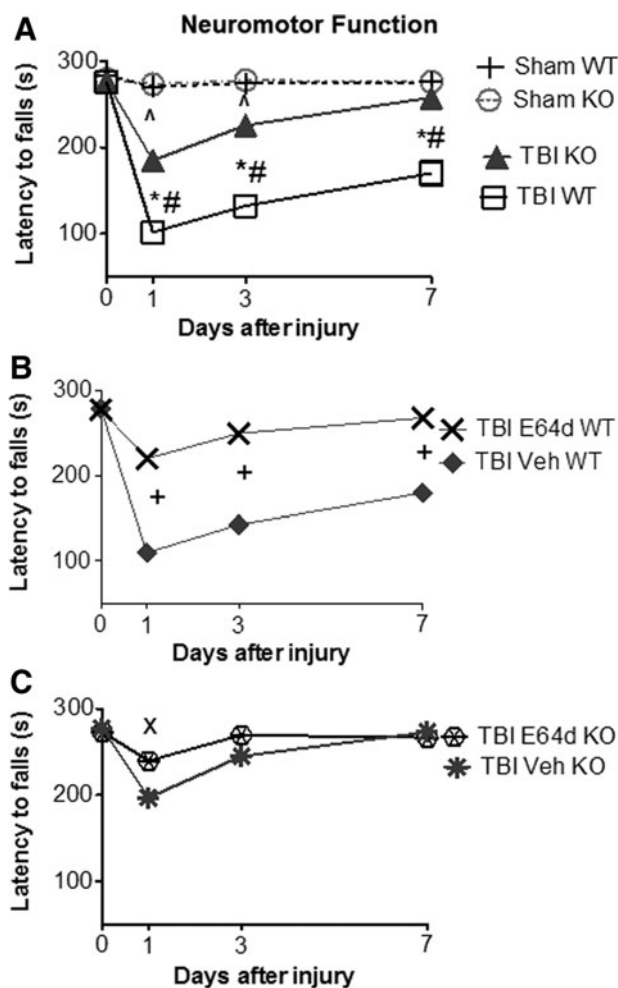 A
Neuromotor Function
Latency to falls (s)
300
200
100
^
^
*#
*#
*#
Sham WT
Sham KO
TBI KO
TBI WT
0
1
3
7
Days after injury
B
Latency to falls (s)
300
200
100
+
+
+
TBI E64d WT
TBI Veh WT
0
1
3
7
Days after injury
C
Latency to falls (s)
300
200
100
X
TBI E64d KO
TBI Veh KO
0
1
3
7
Days after injury